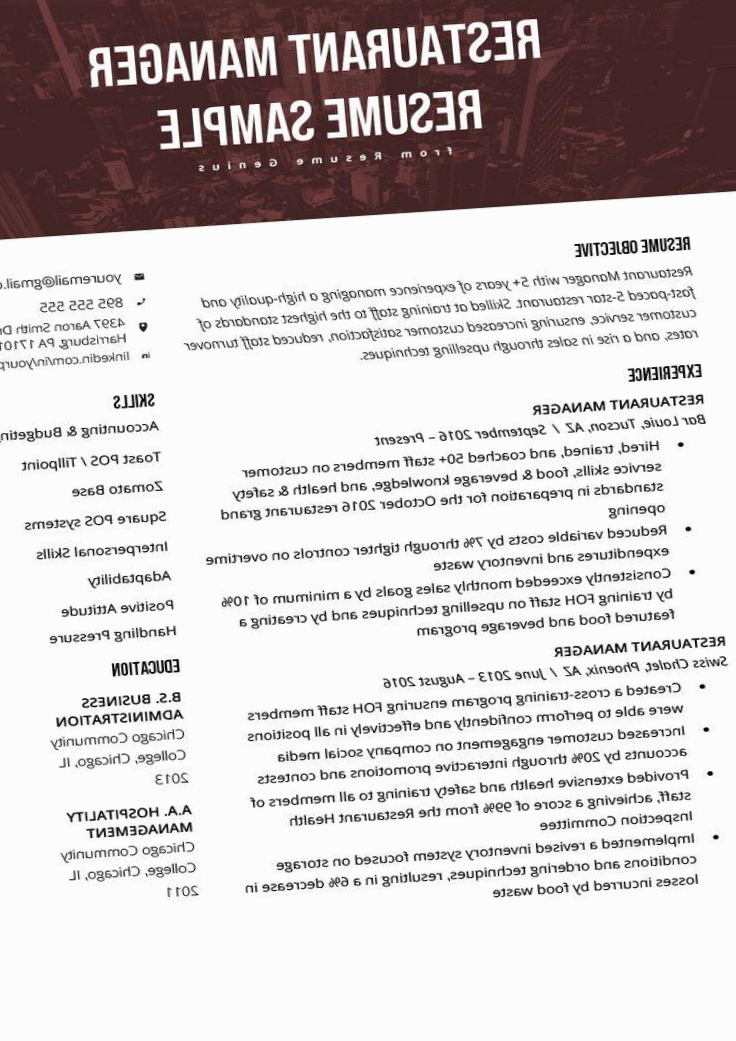 RESTAURANT MANAGER
RESUME SAMPLE
from Resume Genius
RESUME OBJECTIVE
Restaurant Manager with 5+ years of experience managing a high-quality and
fast-paced 5-star restaurant. Skilled at training staff to the highest standards of
customer service, ensuring increased customer satisfaction, reduced staff turnover
rates, and a rise in sales through upselling techniques.
EXPERIENCE
RESTAURANT MANAGER
Bar Louie, Tucson, AZ / September 2016 – Present
• Hired, trained, and coached 50+ staff members on customer
service skills, food & beverage knowledge, and health & safety
standards in preparation for the October 2016 restaurant grand
opening
• Reduced variable costs by 7% through tighter controls on overtime
expenditures and inventory waste
• Consistently exceeded monthly sales goals by a minimum of 10%
by training FOH staff on upselling techniques and by creating a
featured food and beverage program
RESTAURANT MANAGER
Swiss Chalet, Phoenix, AZ / June 2013 – August 2016
• Created a cross-training program ensuring FOH staff members
were able to perform confidently and effectively in all positions
• Increased customer engagement on company social media
accounts by 20% through interactive promotions and contests
• Provided extensive health and safety training to all members of
staff, achieving a score of 99% from the Restaurant Health
Inspection Committee
• Implemented a revised inventory system focused on storage
conditions and ordering techniques, resulting in a 6% decrease in
losses incurred by food waste
youremail@gmail.c
895 555 555
4397 Aaron Smith Dr
Harrisburg, PA 1710
linkedin.com/in/yourp
SKILLS
Accounting & Budgetin
Toast POS / Tillpoint
Zomato Base
Square POS systems
Interpersonal Skills
Adaptability
Positive Attitude
Handling Pressure
EDUCATION
B.S. BUSINESS
ADMINISTRATION
Chicago Community
College, Chicago, IL
2013
A.A. HOSPITALITY
MANAGEMENT
Chicago Community
College, Chicago, IL
2011